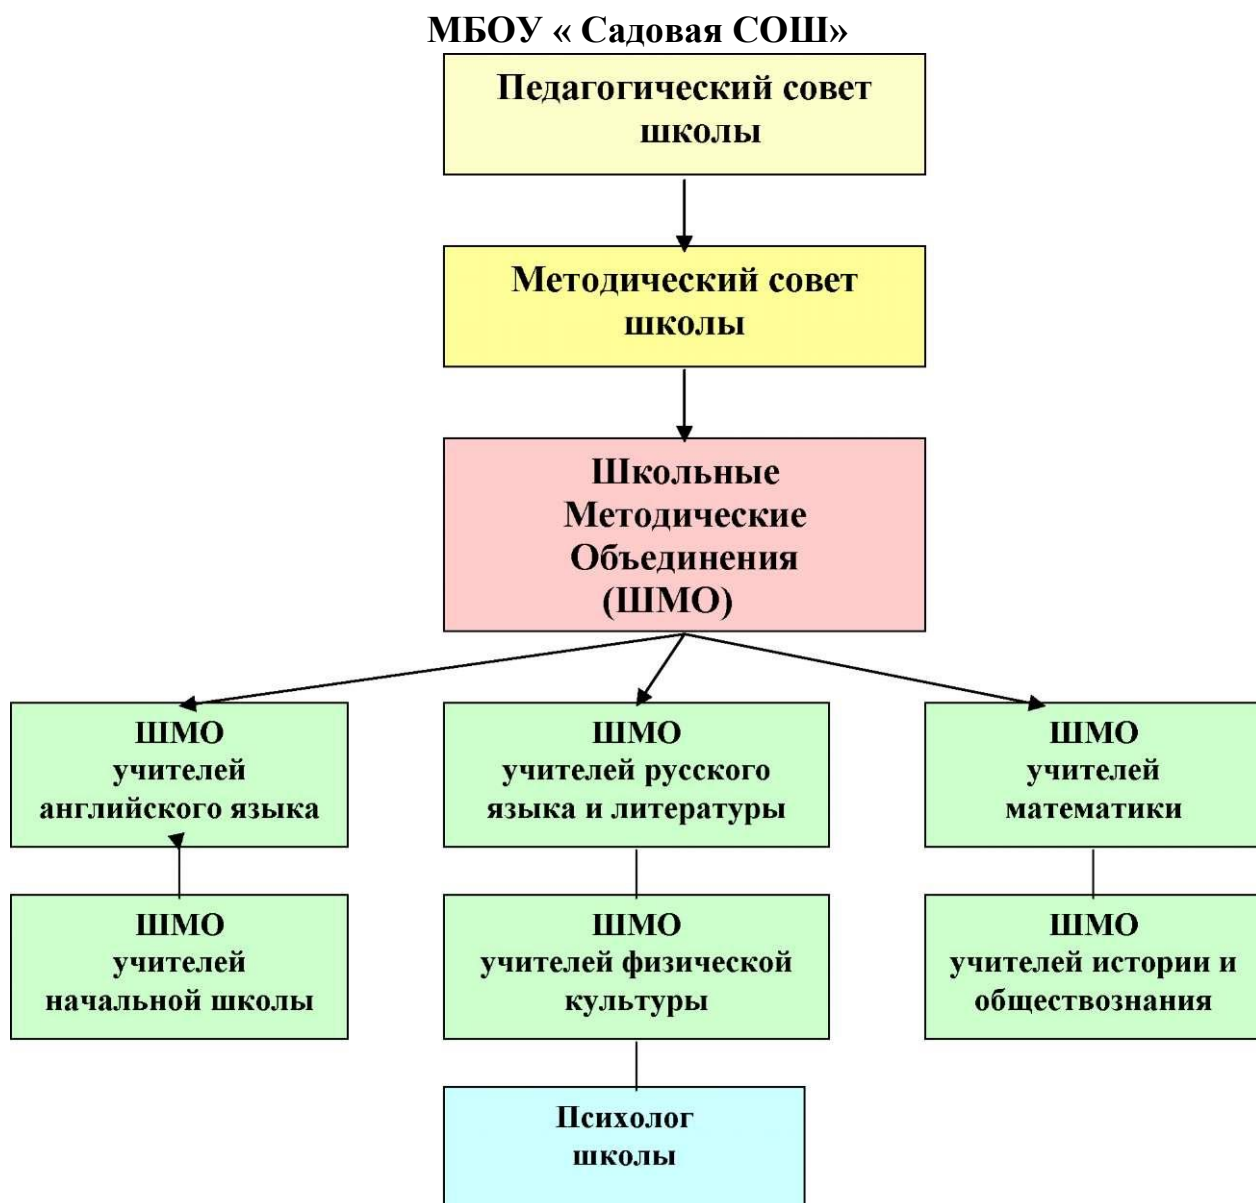 МБОУ « Садовая СОШ»
Педагогический совет
школы
Методический совет
школы
Школьные
Методические
Объединения
(ШМО)
ШМО
учителей
английского языка
ШМО
учителей русского
языка и литературы
ШМО
учителей
математики
ШМО
учителей
начальной школы
ШМО
учителей физической
культуры
ШМО
учителей истории и
обществознания
Психолог
школы